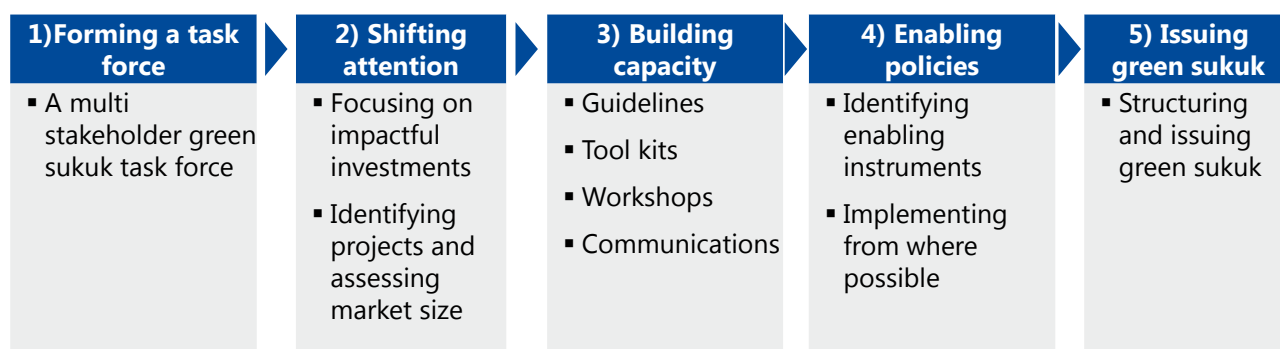 1)Forming a task
force
▪ A multi
stakeholder green
sukuk task force
2) Shifting
attention
▪ Focusing on
impactful
investments
▪ Identifying
projects and
assessing
market size
3) Building
capacity
▪ Guidelines
▪ Tool kits
▪ Workshops
▪ Communications
4) Enabling
policies
▪ Identifying
enabling
instruments
▪ Implementing
from where
possible
5) Issuing
green sukuk
▪ Structuring
and issuing
green sukuk